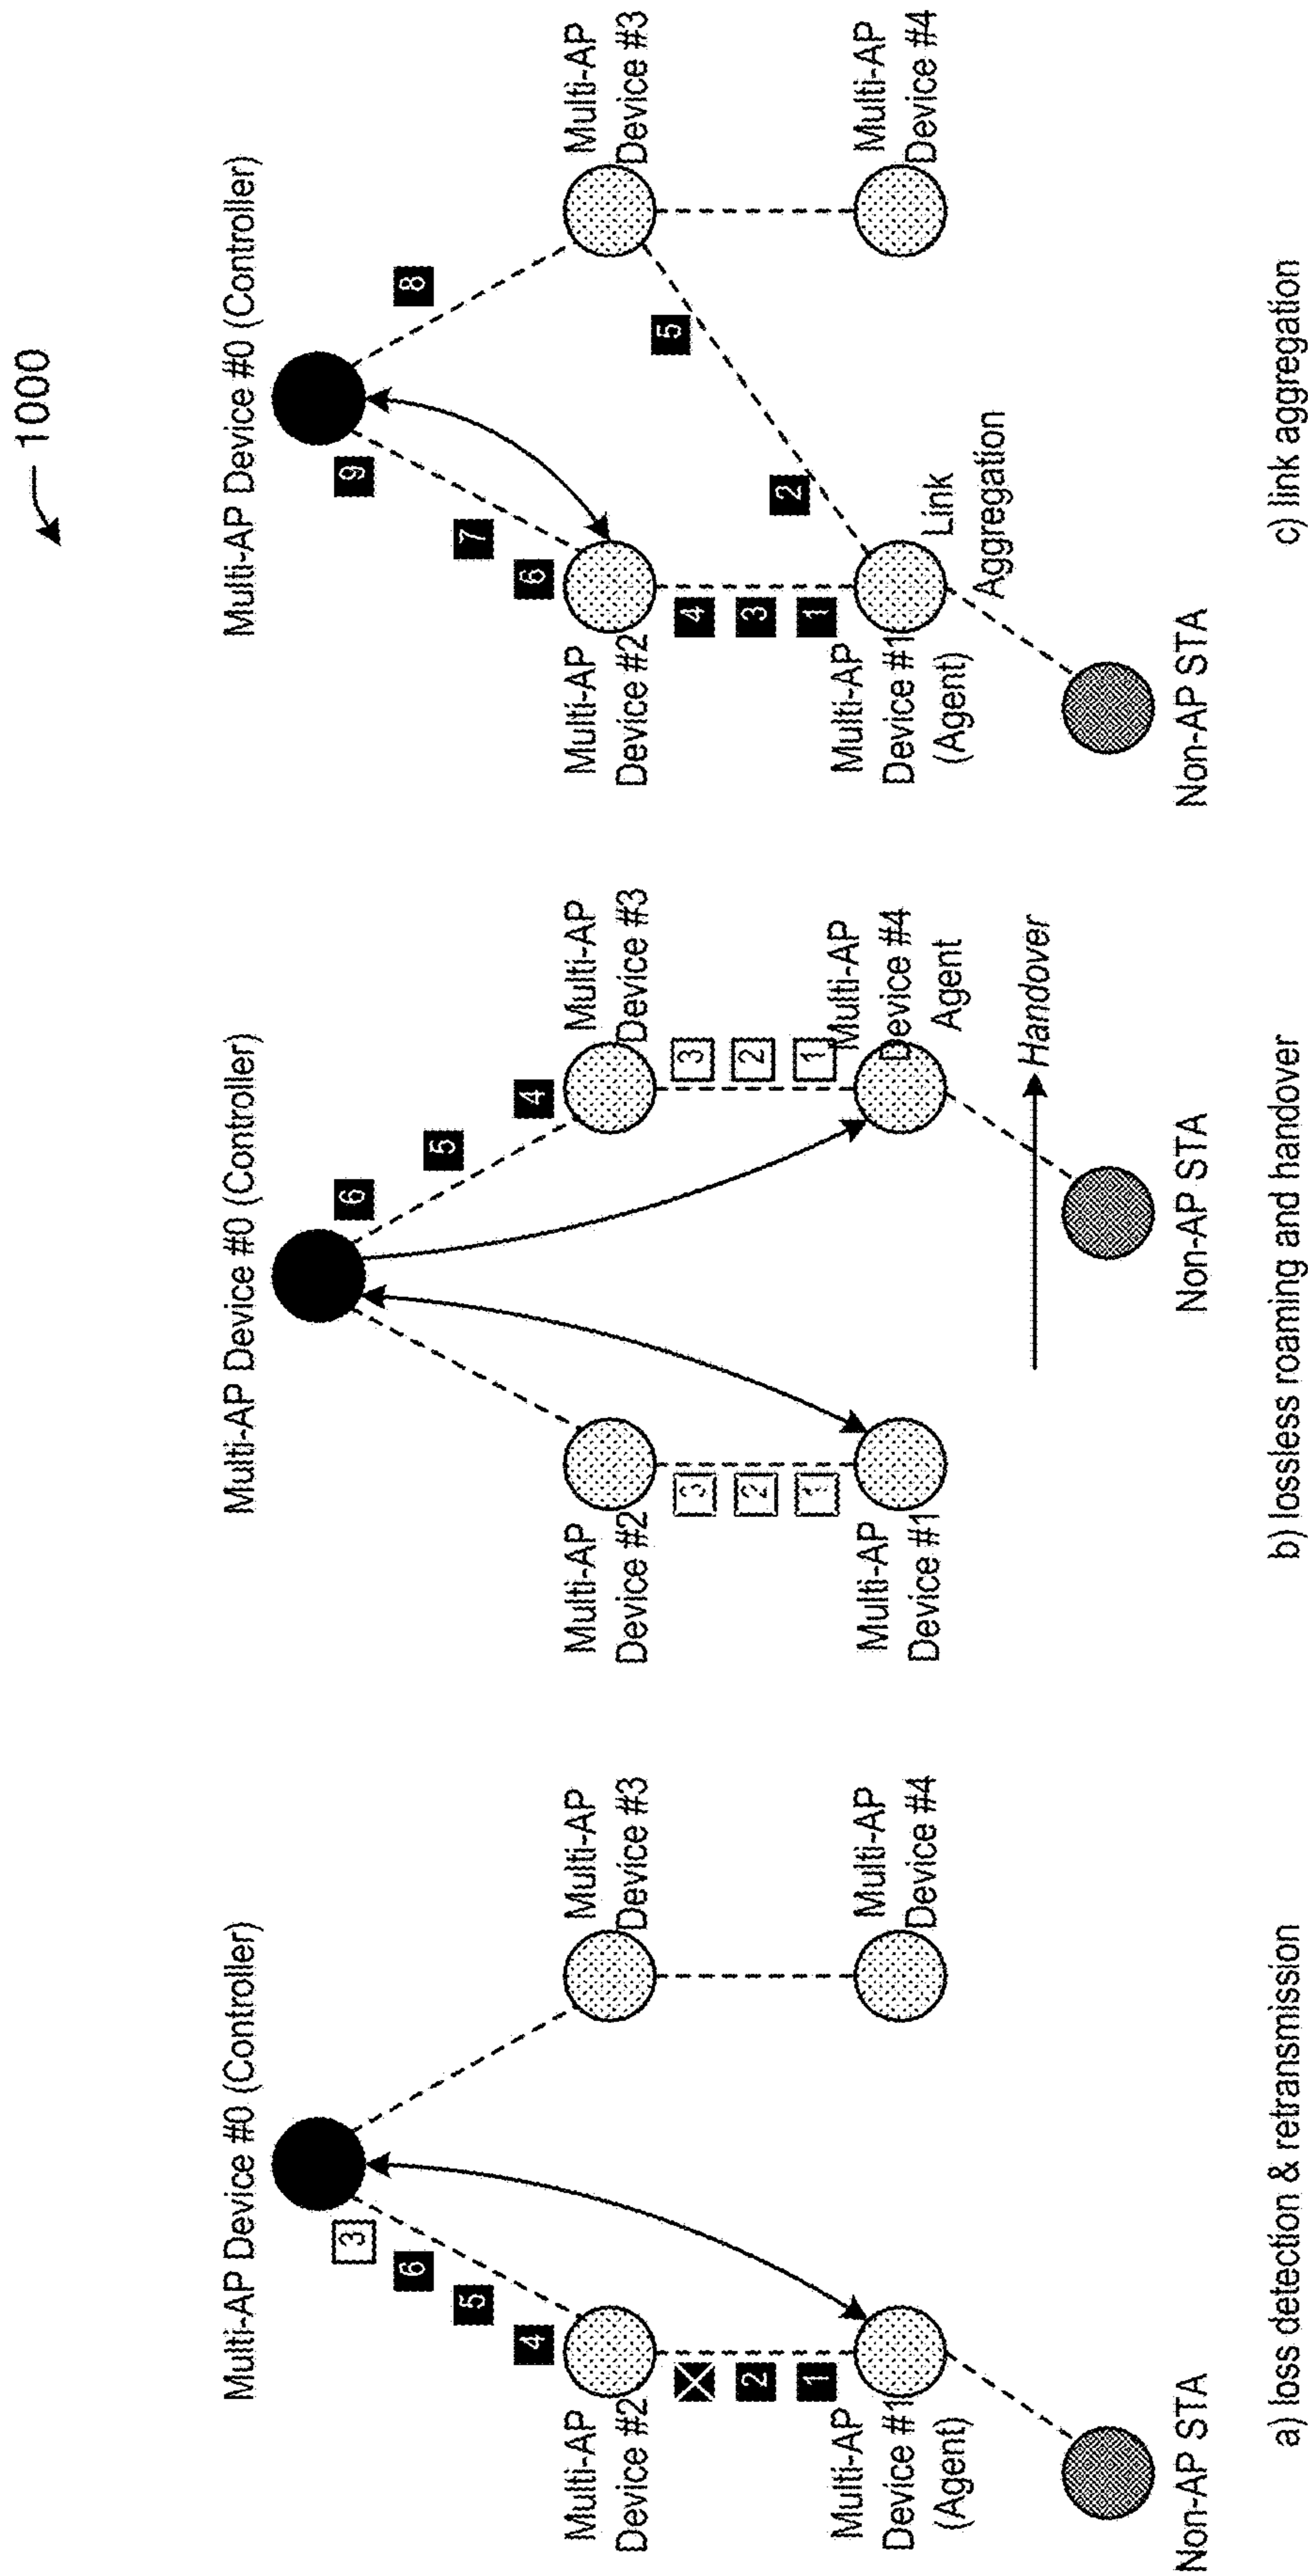 1000
Multi-AP Device #0 (Controller)
3
6
5
4
Multi-AP
Device #2
Multi-AP
Device #3
2
1
Multi-AP
Device #1
(Agent)
Multi-AP
Device #4
Non-AP STA
a) loss detection & retransmission
Multi-AP Device #0 (Controller)
6
5
4
Multi-AP
Device #2
Multi-AP
Device #3
3
2
1
3
2
1
Multi-AP
Device #1
Multi-AP
Device #4
Agent
Handover
Non-AP STA
b) lossless roaming and handover
Multi-AP Device #0 (Controller)
9
7
6
8
Multi-AP
Device #2
Multi-AP
Device #3
4
3
1
5
2
Multi-AP
Device #1
(Agent)
Link
Aggregation
Multi-AP
Device #4
Non-AP STA
c) link aggregation